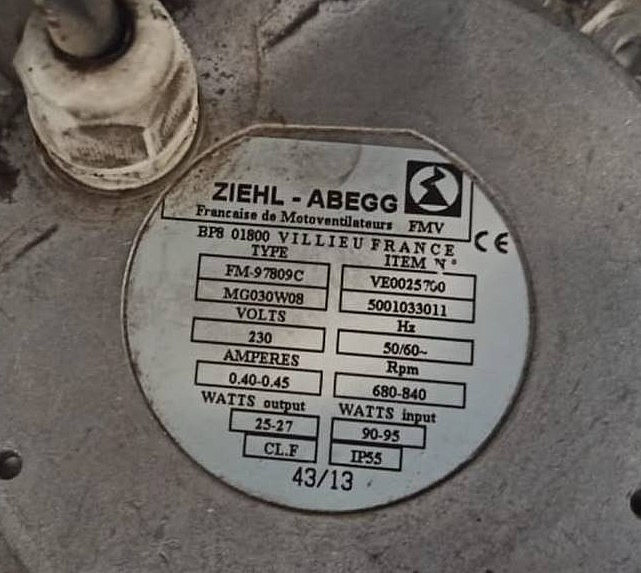 ZIEHL - ABEGG
Francaise de Motoventilateurs FMV
BP8 01800 VILLIEU FRANCE
TYPE ITEM N°
FM-97809C VE0025700
MG030W08 5001033011
VOLTS Hz
230 50/60~
AMPERES Rpm
0.40-0.45 680-840
WATTS output WATTS input
25-27 90-95
CL.F IP55
43/13
CE